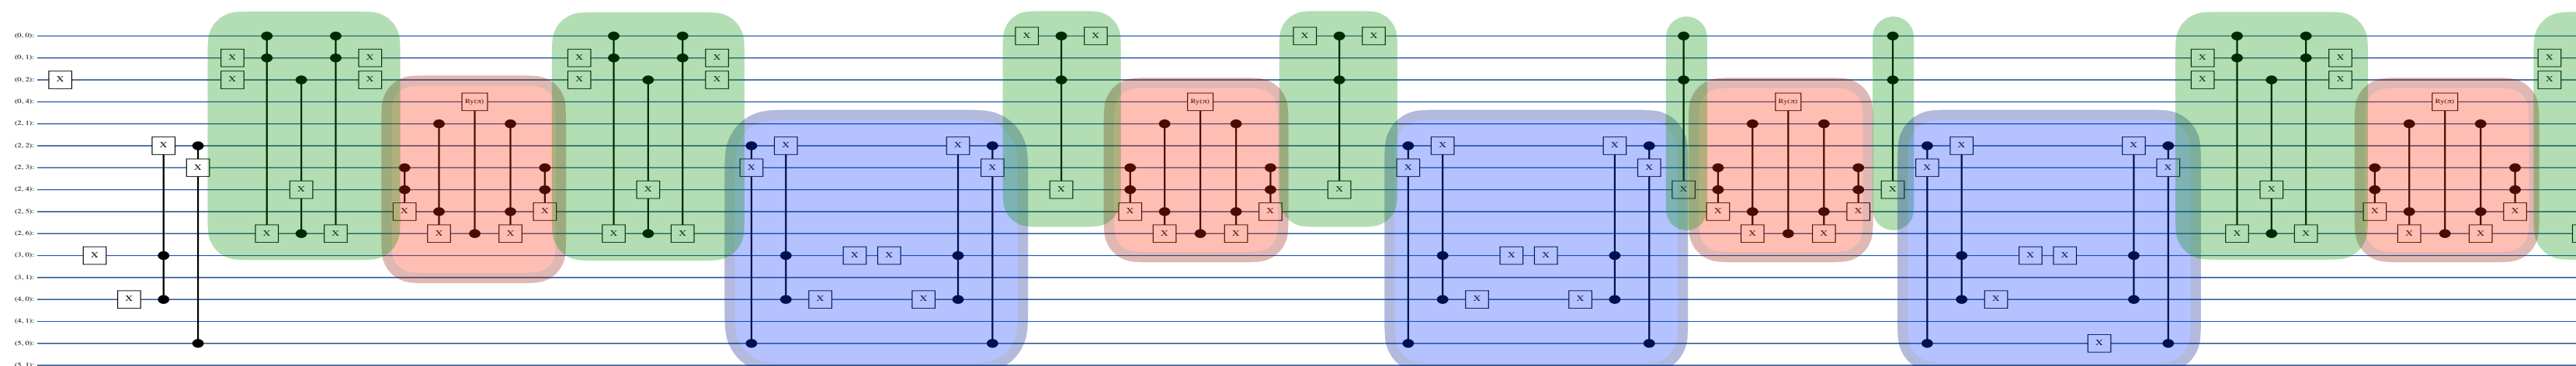 (0, 0): X X X X
(0, 1): X X X X X X X
(0, 2): X X X X X X X X
(0, 4): Ry(π) Ry(π) Ry(π) Ry(π)
(2, 1):
(2, 2): X X X X X X X
(2, 3): X X X X X X X
(2, 4): X X X X X X X
(2, 5): X X X X X X X X
(2, 6): X X X X X X X X X X X X X X
(3, 0): X X X X X X X
(3, 1):
(4, 0): X X X X X X
(4, 1):
(5, 0): X
(5, 1):